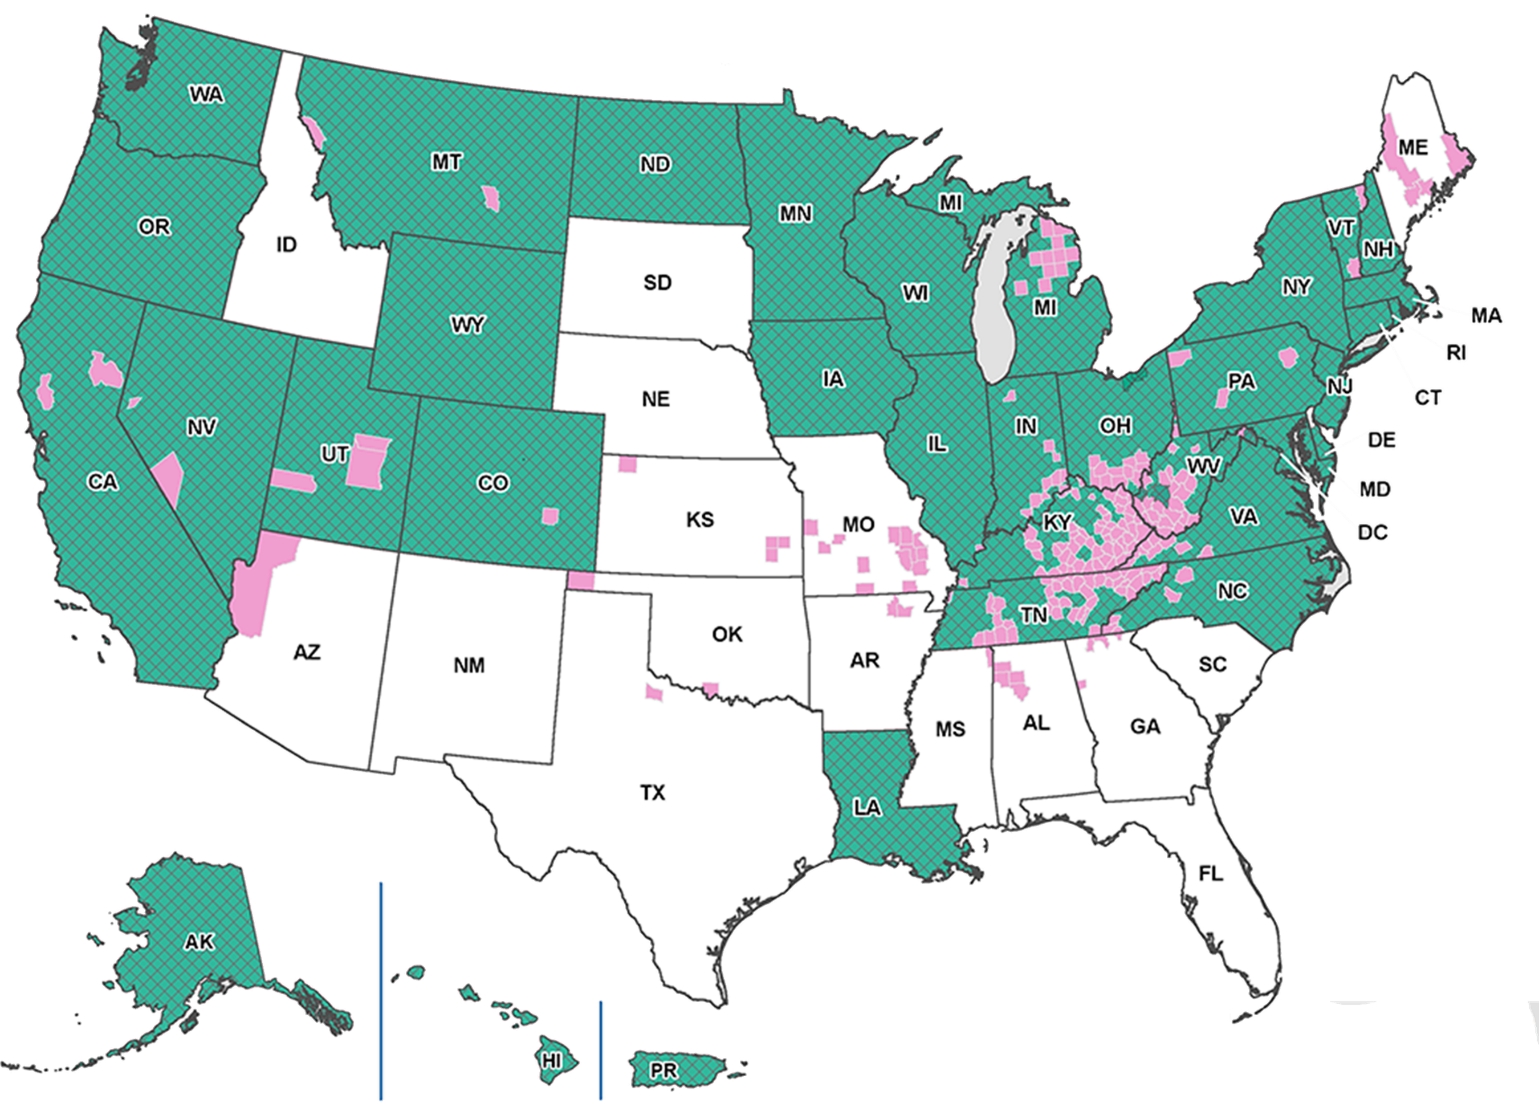 WA
ME
MT
ND
MI
MN
OR
VT
ID
NH
SD
NY
WI
MI
MA
WY
RI
IA
PA
NJ
NE
CT
NV
IN
OH
DE
IL
UT
WV
CA
CO
MD
KS
MO
KY
VA
DC
NC
TN
OK
AZ
NM
AR
SC
MS
AL
GA
TX
LA
FL
AK
HI
PR